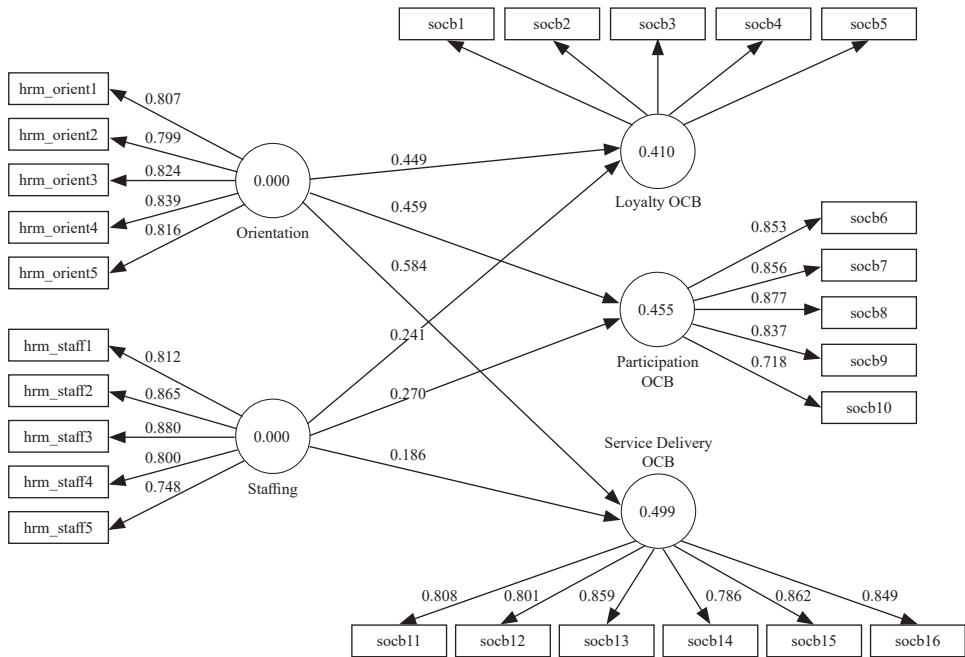 socb1
socb2
socb3
socb4
socb5
hrm_orient1
hrm_orient2
hrm_orient3
hrm_orient4
hrm_orient5
0.807
0.799
0.824
0.839
0.816
0.000
Orientation
0.449
0.459
0.584
0.410
Loyalty OCB
hrm_staff1
hrm_staff2
hrm_staff3
hrm_staff4
hrm_staff5
0.812
0.865
0.880
0.800
0.748
0.000
Staffing
0.241
0.270
0.186
0.455
Participation
OCB
0.853
0.856
0.877
0.837
0.718
socb6
socb7
socb8
socb9
socb10
Service Delivery
OCB
0.499
0.808
0.801
0.859
0.786
0.862
0.849
socb11
socb12
socb13
socb14
socb15
socb16